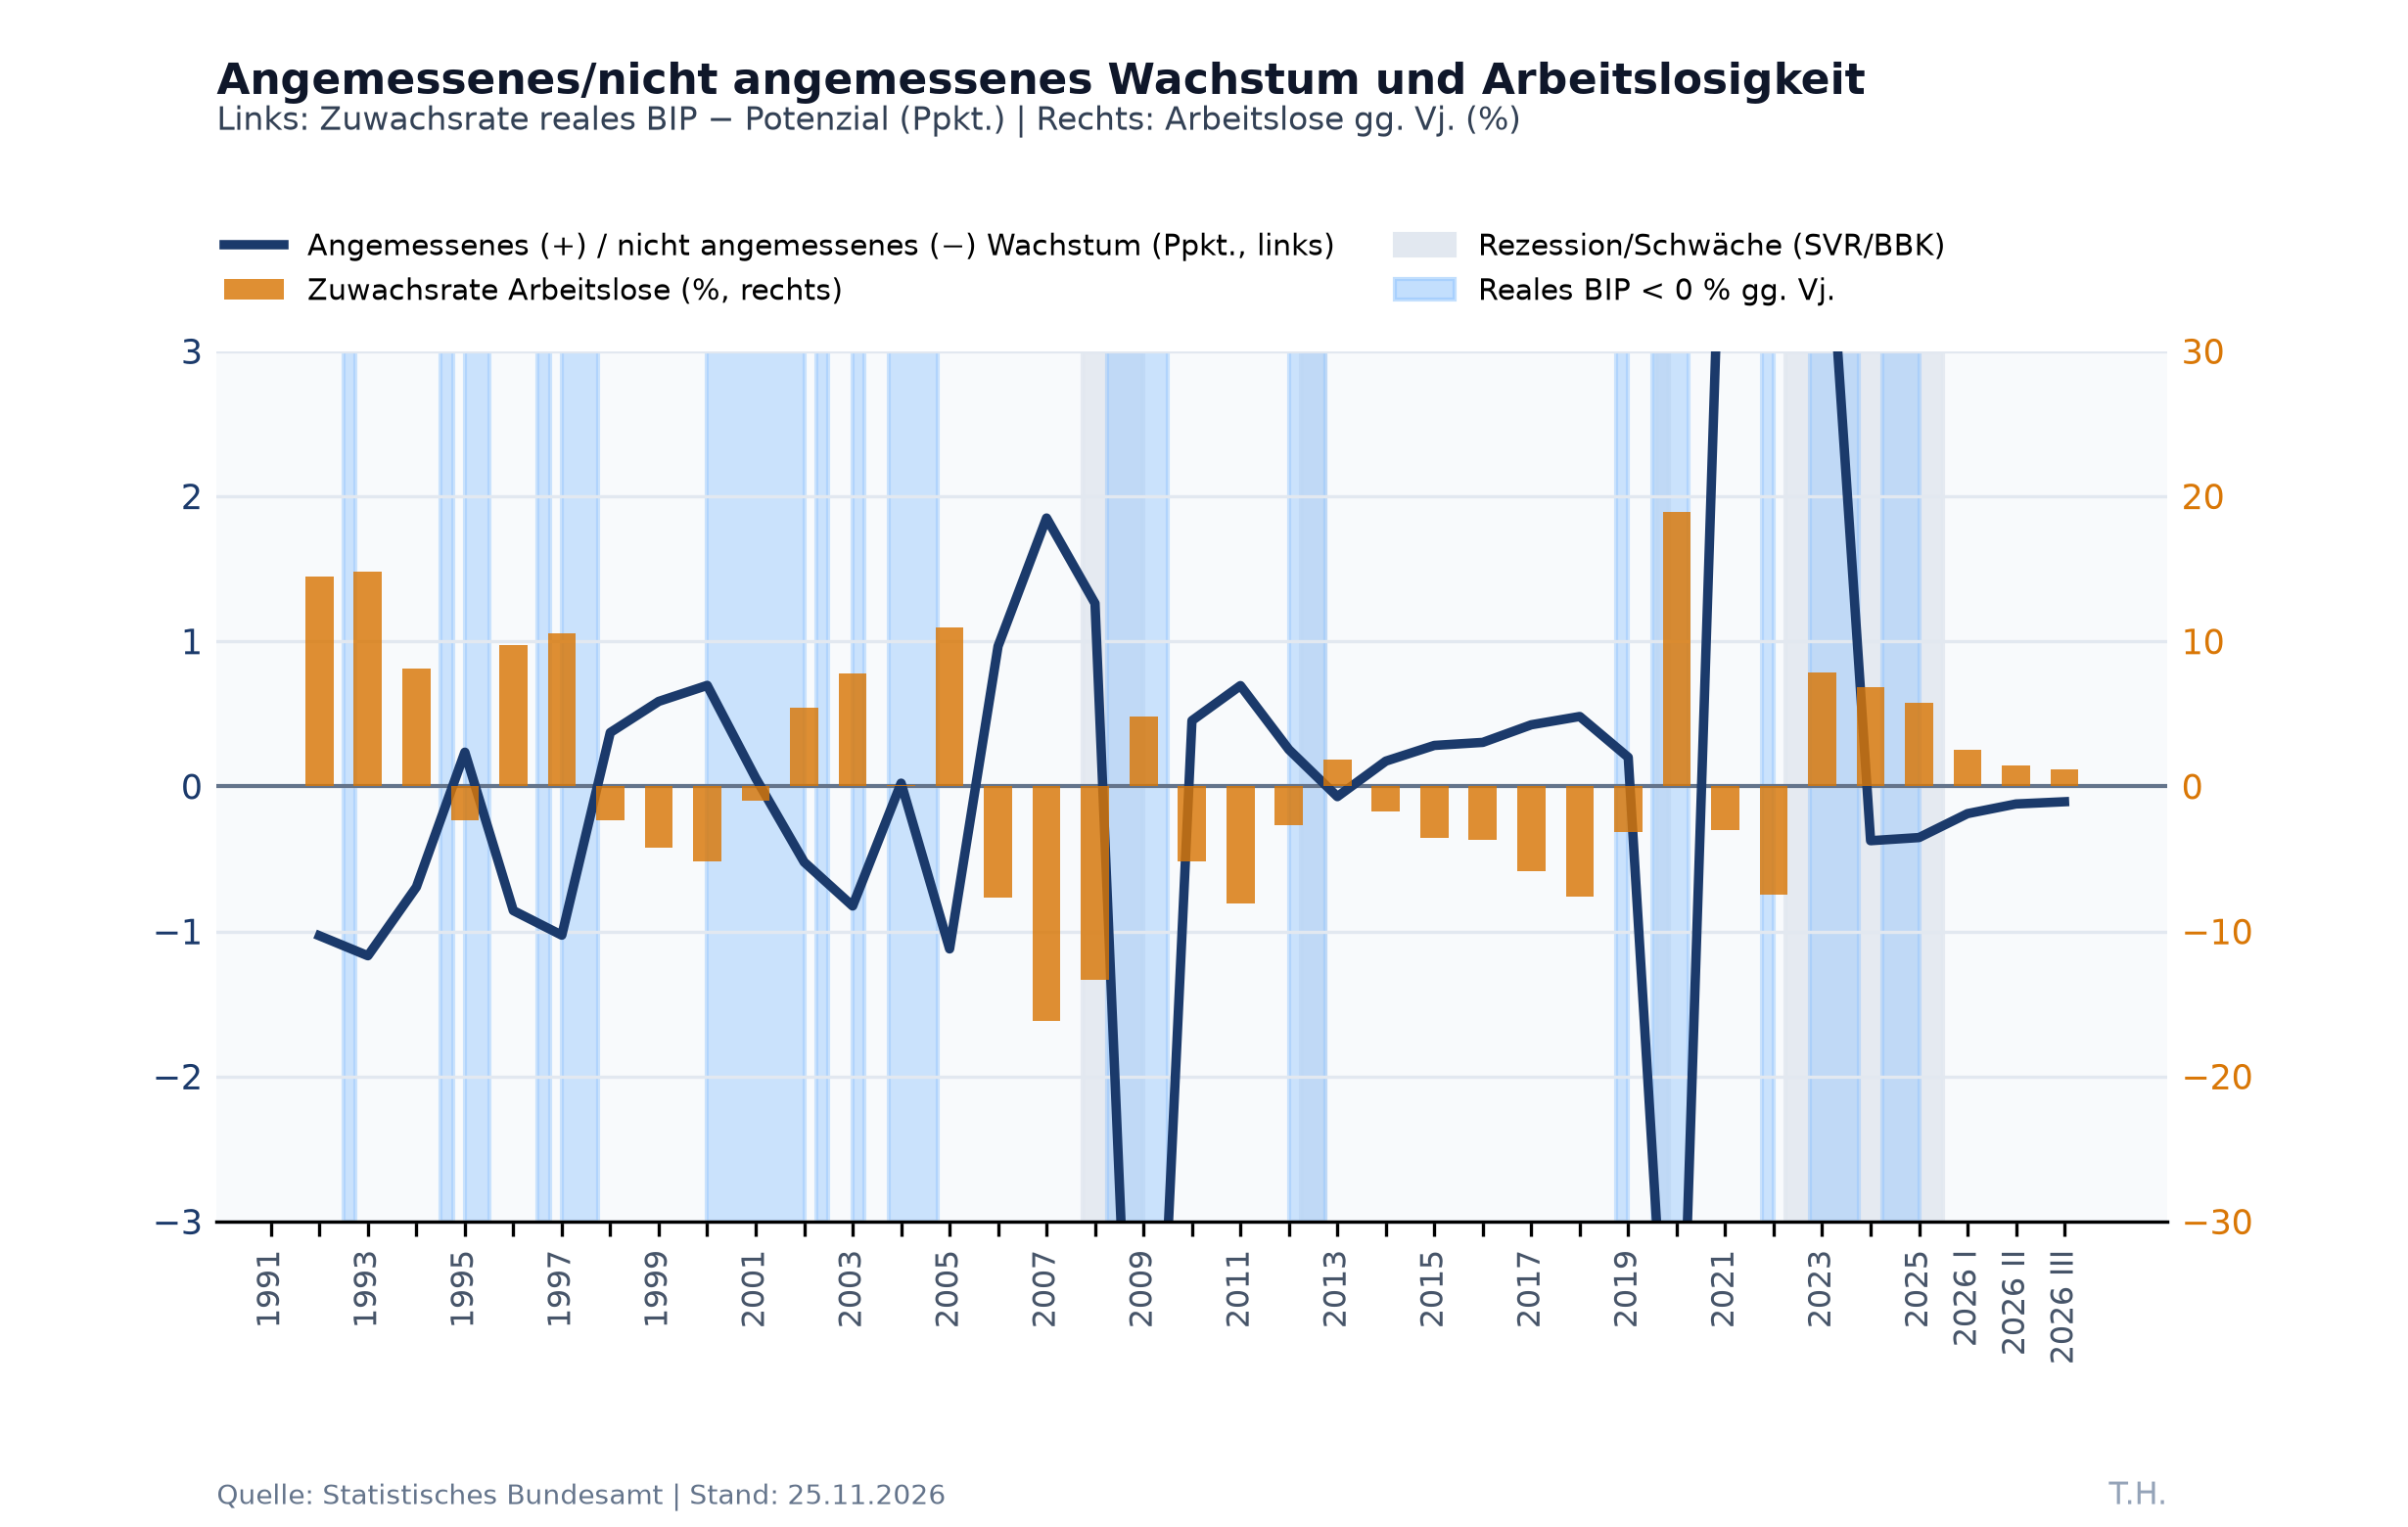 Angemessenes/nicht angemessenes Wachstum und Arbeitslosigkeit
Links: Zuwachsrate reales BIP − Potenzial (Ppkt.) | Rechts: Arbeitslose gg. Vj. (%)
Angemessenes (+) / nicht angemessenes (−) Wachstum (Ppkt., links)
Zuwachsrate Arbeitslose (%, rechts)
Rezession/Schwäche (SVR/BBK)
Reales BIP < 0 % gg. Vj.
3
2
1
0
−1
−2
−3
30
20
10
0
−10
−20
−30
1991
1993
1995
1997
1999
2001
2003
2005
2007
2009
2011
2013
2015
2017
2019
2021
2023
2025
2026 I
2026 II
2026 III
Quelle: Statistisches Bundesamt | Stand: 25.11.2026
T.H.